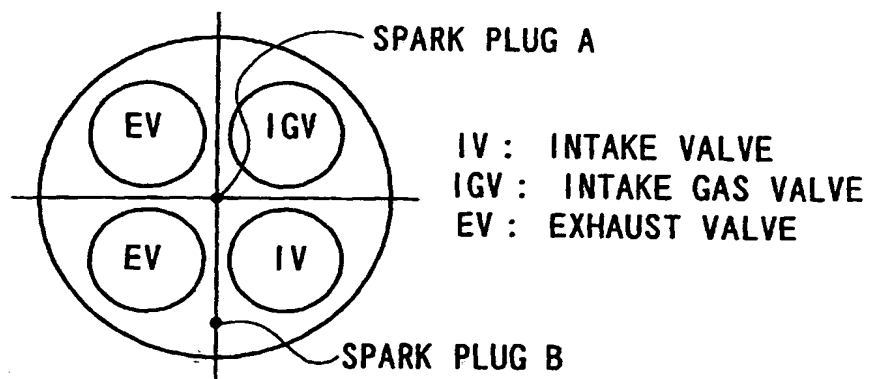 SPARK PLUG A
EV
IGV
IV : INTAKE VALVE
IGV : INTAKE GAS VALVE
EV : EXHAUST VALVE
EV
IV
SPARK PLUG B